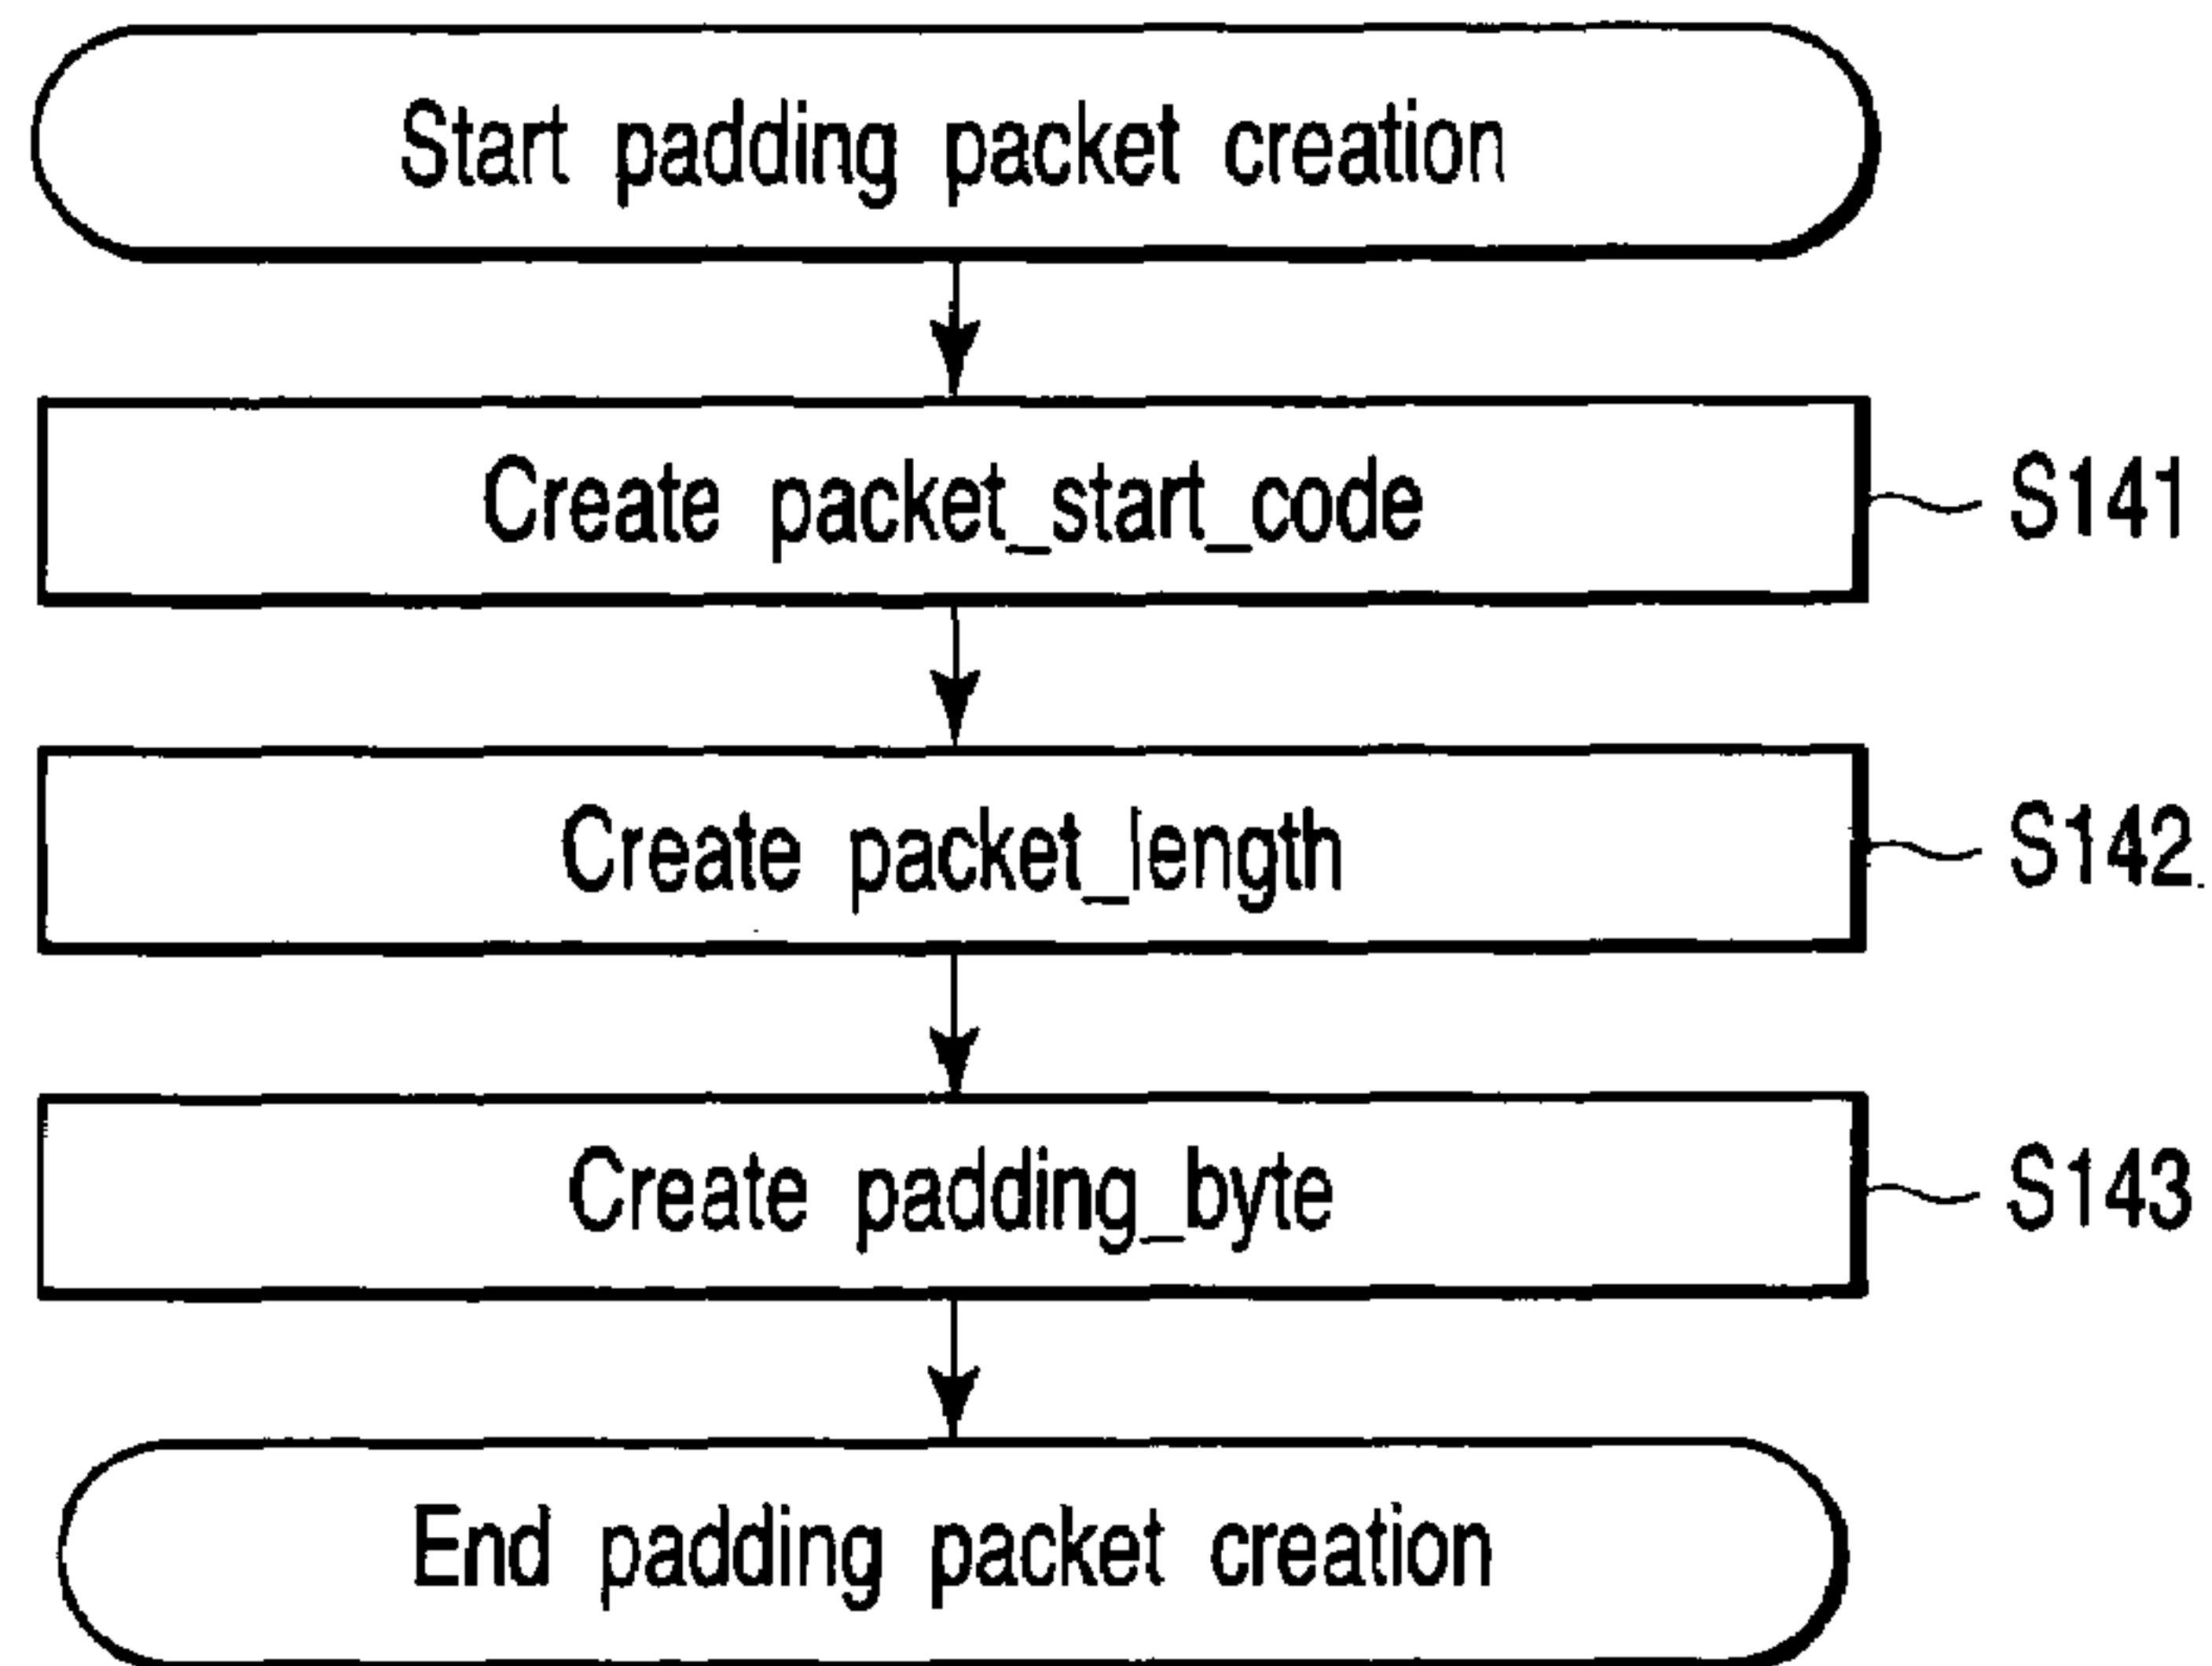 Start padding packet creation
Create packet_start_code
S141
Create packet_length
S142
Create padding_byte
S143
End padding packet creation